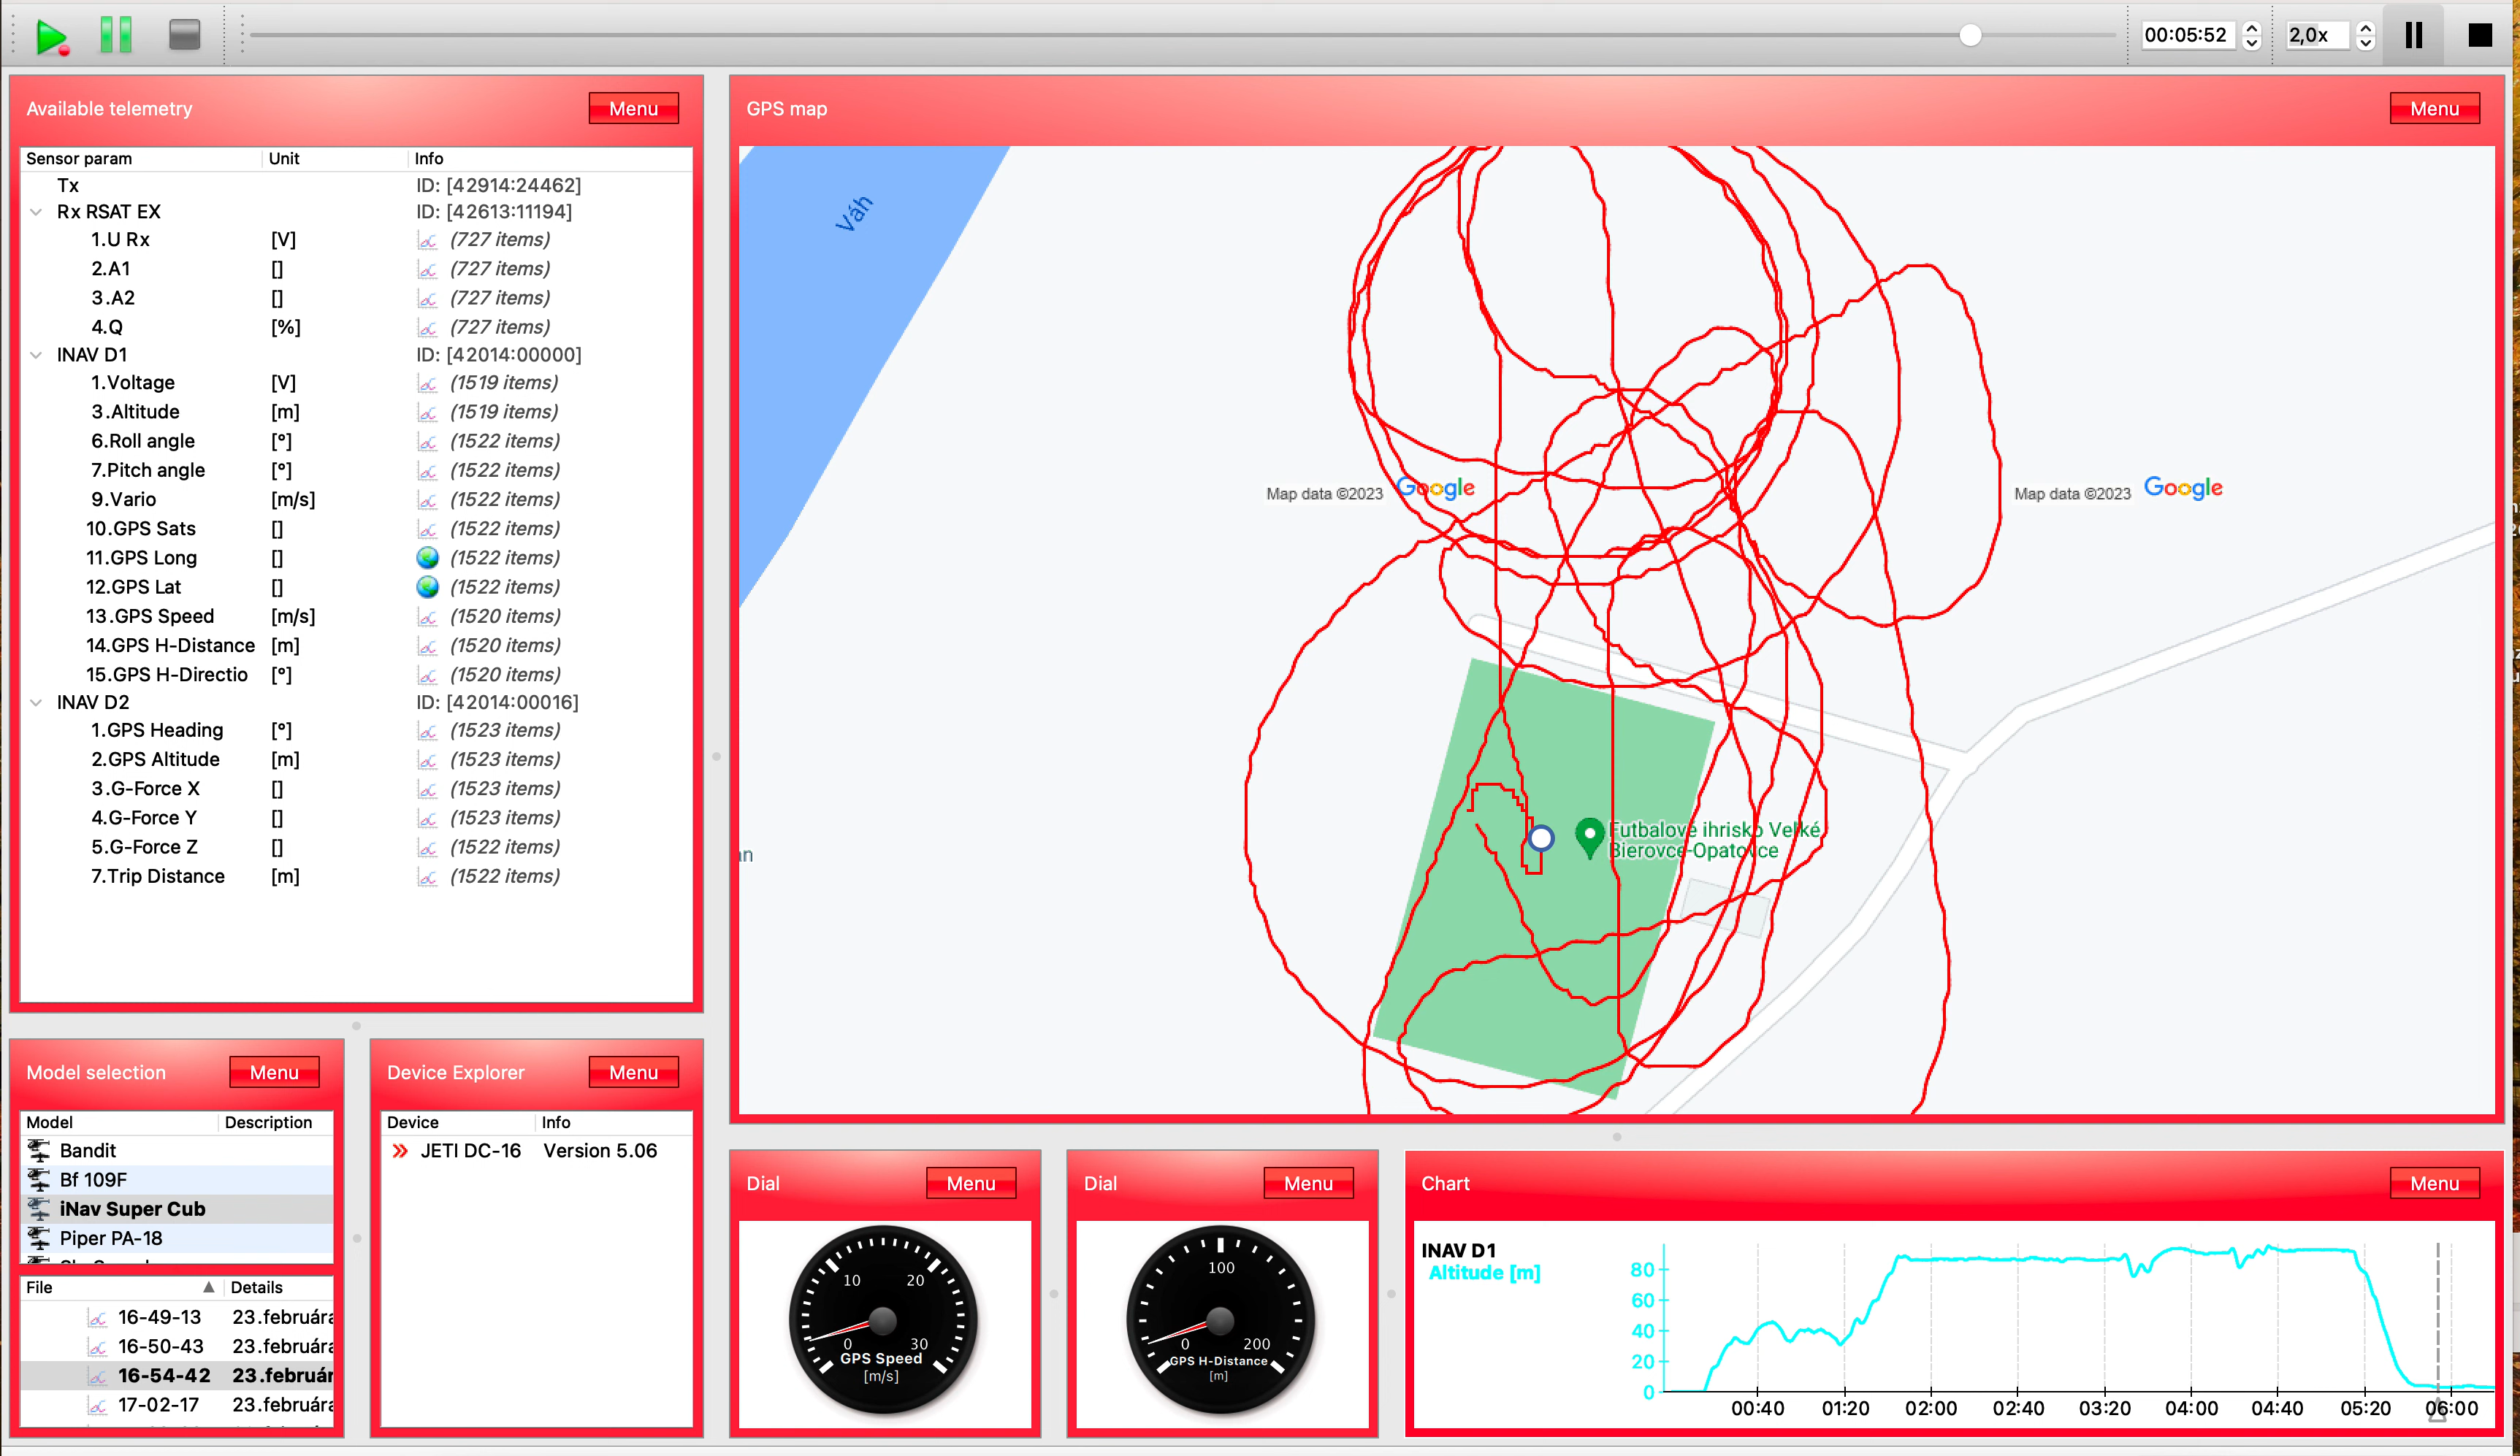 00:05:52
2,0x
Available telemetry
Menu
Sensor param Unit Info
Tx ID: [42914:24462]
Rx RSAT EX ID: [42613:11194]
1.U Rx [V] (727 items)
2.A1 [] (727 items)
3.A2 [] (727 items)
4.Q [%] (727 items)
INAV D1 ID: [42014:00000]
1.Voltage [V] (1519 items)
3.Altitude [m] (1519 items)
6.Roll angle [°] (1522 items)
7.Pitch angle [°] (1522 items)
9.Vario [m/s] (1522 items)
10.GPS Sats [] (1522 items)
11.GPS Long [] (1522 items)
12.GPS Lat [] (1522 items)
13.GPS Speed [m/s] (1520 items)
14.GPS H-Distance [m] (1520 items)
15.GPS H-Directio [°] (1520 items)
INAV D2 ID: [42014:00016]
1.GPS Heading [°] (1523 items)
2.GPS Altitude [m] (1523 items)
3.G-Force X [] (1523 items)
4.G-Force Y [] (1523 items)
5.G-Force Z [] (1522 items)
7.Trip Distance [m] (1522 items)
GPS map
Menu
Váh
Map data ©2023 Google
Map data ©2023 Google
Futbalové ihrisko Veľké
Bierovce-Opatovce
Model selection
Menu
Model Description
Bandit
Bf 109F
iNav Super Cub
Piper PA-18
File Details
16-49-13 23.februára
16-50-43 23.februára
16-54-42 23.február
17-02-17 23.februára
Device Explorer
Menu
Device Info
JETI DC-16 Version 5.06
Dial
Menu
10 20
0 30
GPS Speed
[m/s]
Dial
Menu
100
0 200
GPS H-Distance
[m]
Chart
Menu
INAV D1
Altitude [m]
80
60
40
20
0
00:40 01:20 02:00 02:40 03:20 04:00 04:40 05:20 06:00